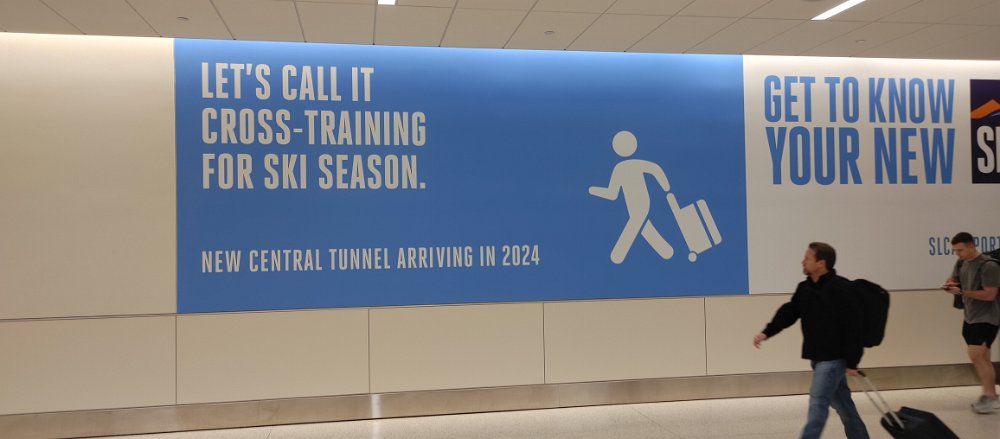 LET'S CALL IT
CROSS-TRAINING
FOR SKI SEASON.
NEW CENTRAL TUNNEL ARRIVING IN 2024
GET TO KNOW
YOUR NEW